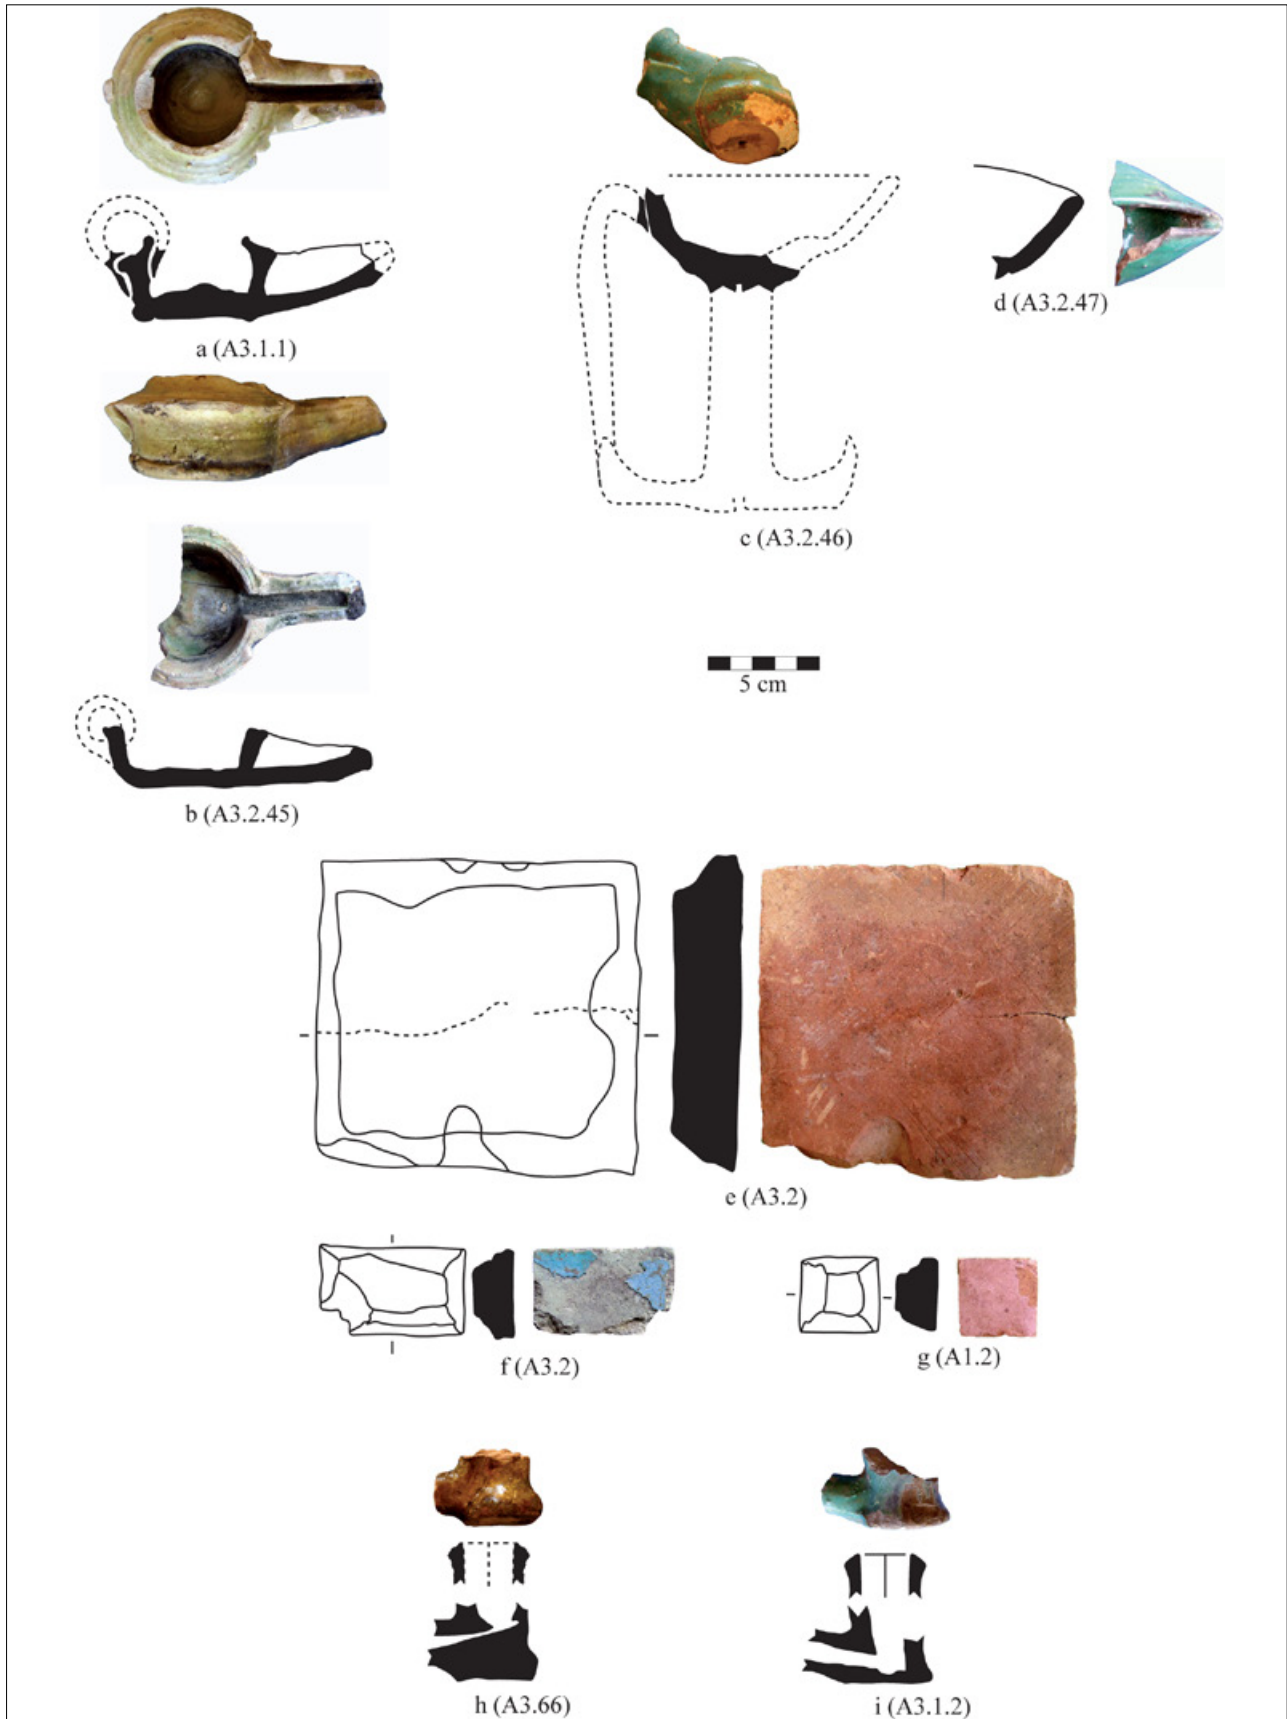 a (A3.1.1)
d (A3.2.47)
c (A3.2.46)
5 cm
b (A3.2.45)
e (A3.2)
f (A3.2)
g (A1.2)
h (A3.66)
i (A3.1.2)